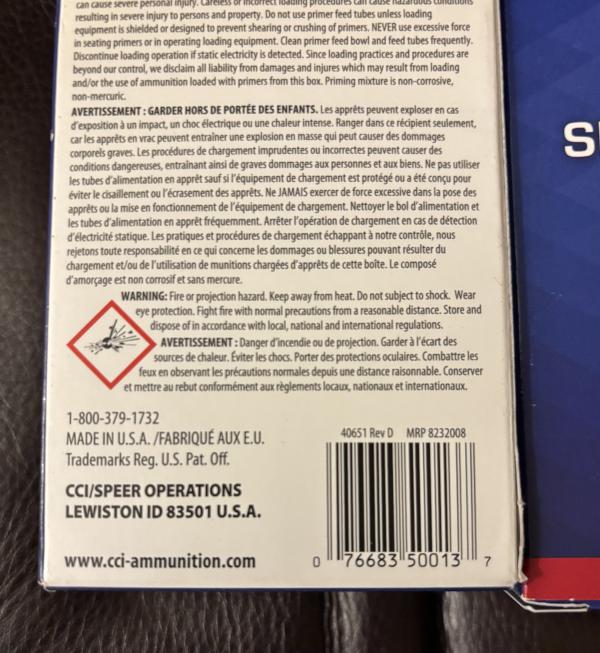 can cause severe personal injury. Careless or incorrect loading procedures can cause hazardous conditions
resulting in severe injury to persons and property. Do not use primer feed tubes unless loading
equipment is shielded or designed to prevent shearing or crushing of primers. NEVER use excessive force
in seating primers or in operating loading equipment. Clean primer feed bowl and feed tubes frequently.
Discontinue loading operation if static electricity is detected. Since loading practices and procedures are
beyond our control, we disclaim all liability from damages and injures which may result from loading
and/or the use of ammunition loaded with primers from this box. Priming mixture is non-corrosive,
non-mercuric.
AVERTISSEMENT : GARDER HORS DE PORTÉE DES ENFANTS. Les apprêts peuvent exploser en cas
d'exposition à un impact, un choc électrique ou une chaleur intense. Ranger dans ce récipient seulement,
car les apprêts en vrac peuvent entraîner une explosion en masse qui peut causer des dommages
corporels graves. Les procédures de chargement imprudentes ou incorrectes peuvent causer des
conditions dangereuses, entraînant ainsi de graves dommages aux personnes et aux biens. Ne pas utiliser
les tubes d'alimentation en apprêt sauf si l'équipement de chargement est protégé ou a été conçu pour
éviter le cisaillement ou l'écrasement des apprêts. Ne JAMAIS exercer de force excessive dans la pose des
apprêts ou la mise en fonctionnement de l'équipement de chargement. Nettoyer le bol d'alimentation et
les tubes d'alimentation en apprêt fréquemment. Arrêter l'opération de chargement en cas de détection
d'électricité statique. Les pratiques et procédures de chargement échappant à notre contrôle, nous
rejetons toute responsabilité en ce qui concerne les dommages ou blessures pouvant résulter du
chargement et/ou de l'utilisation de munitions chargées d'apprêts de cette boîte. Le composé
d'amorçage est non corrosif et sans mercure.
WARNING: Fire or projection hazard. Keep away from heat. Do not subject to shock. Wear
eye protection. Fight fire with normal precautions from a reasonable distance. Store and
dispose of in accordance with local, national and international regulations.
AVERTISSEMENT : Danger d'incendie ou de projection. Garder à l'écart des
sources de chaleur. Éviter les chocs. Porter des protections oculaires. Combattre les
feux en observant les précautions normales depuis une distance raisonnable. Conserver
et mettre au rebut conformément aux règlements locaux, nationaux et internationaux.
1-800-379-1732
MADE IN U.S.A. /FABRIQUÉ AUX E.U.
Trademarks Reg. U.S. Pat. Off.
CCI/SPEER OPERATIONS
LEWISTON ID 83501 U.S.A.
www.cci-ammunition.com
40651 Rev D MRP 8232008
0 76683 50013 7